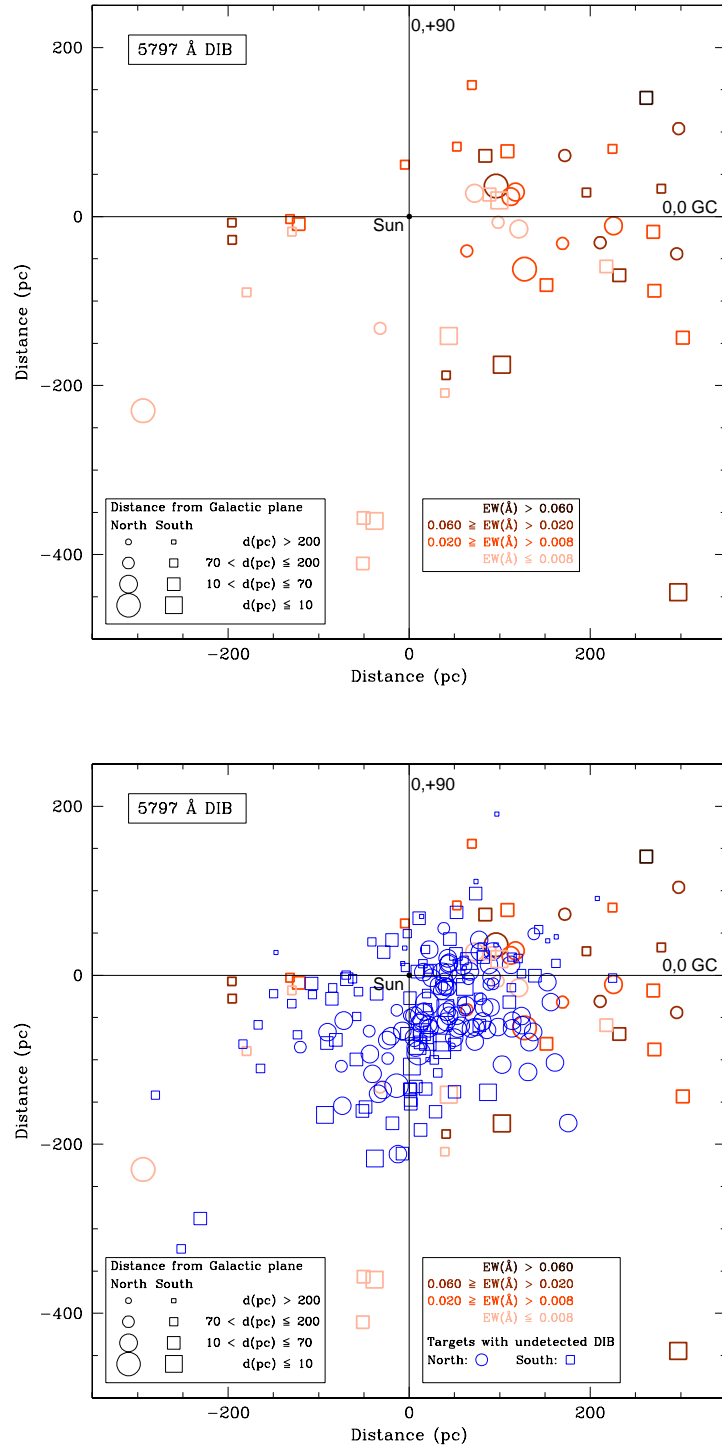 0,+90
5797 Å DIB
200
0
−200
−400
Distance (pc)
Sun
0,0 GC
Distance from Galactic plane
North South
d(pc) > 200
70 < d(pc) ≤ 200
10 < d(pc) ≤ 70
d(pc) ≤ 10
EW(Å) > 0.060
0.060 ≧ EW(Å) > 0.020
0.020 ≧ EW(Å) > 0.008
EW(Å) ≤ 0.008
−200 0 200
Distance (pc)
0,+90
5797 Å DIB
200
0
−200
−400
Distance (pc)
Sun
0,0 GC
Distance from Galactic plane
North South
d(pc) > 200
70 < d(pc) ≤ 200
10 < d(pc) ≤ 70
d(pc) ≤ 10
EW(Å) > 0.060
0.060 ≧ EW(Å) > 0.020
0.020 ≧ EW(Å) > 0.008
EW(Å) ≤ 0.008
Targets with undetected DIB
North: South:
−200 0 200
Distance (pc)